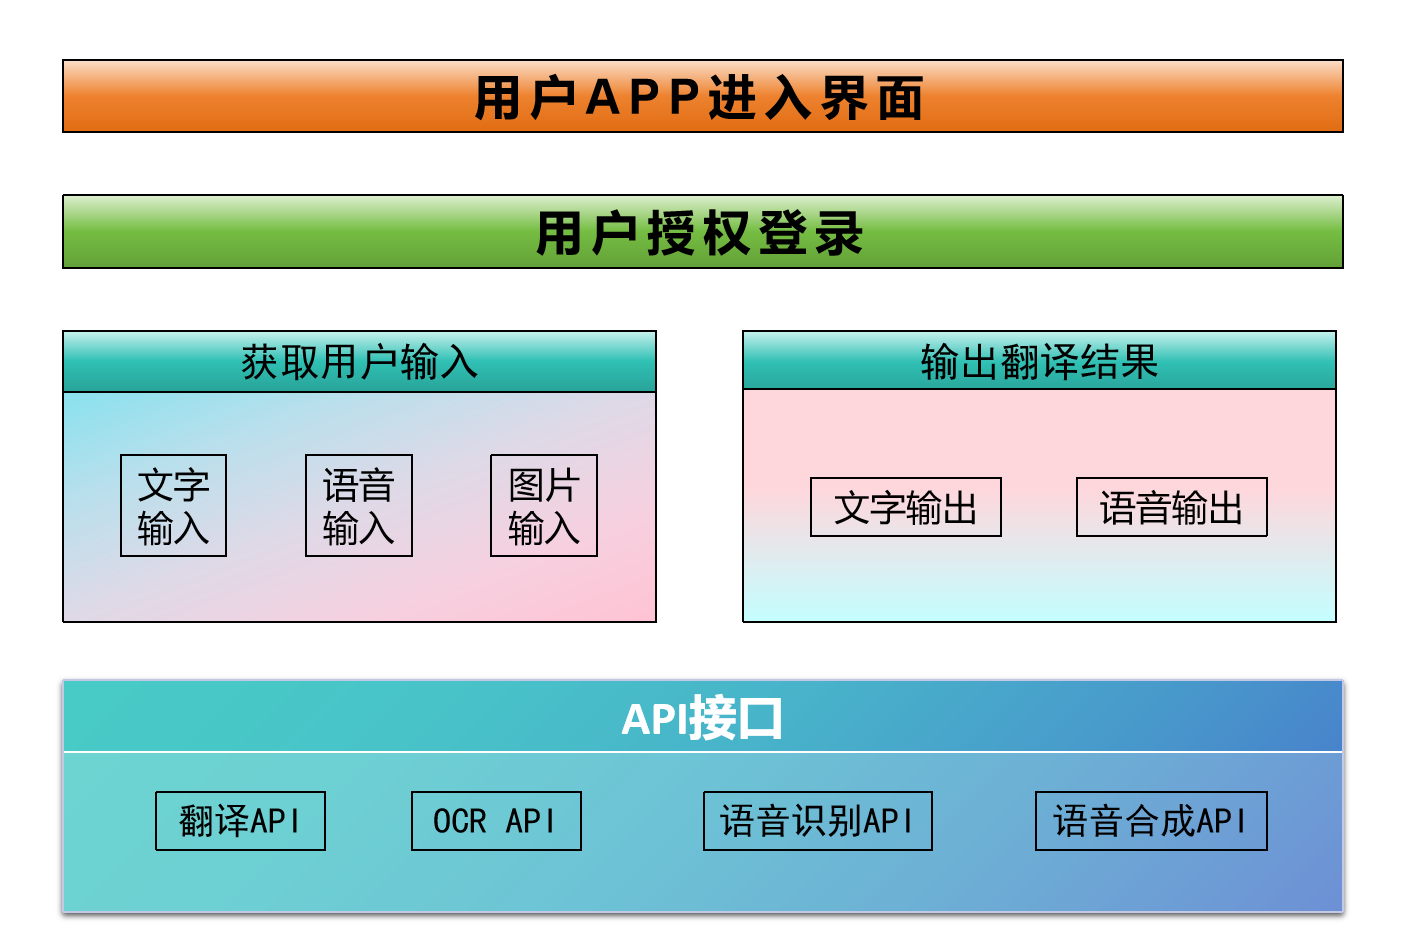 用户APP进入界面
用户授权登录
获取用户输入
文字
输入
语音
输入
图片
输入
输出翻译结果
文字输出
语音输出
API接口
翻译API
OCR API
语音识别API
语音合成API